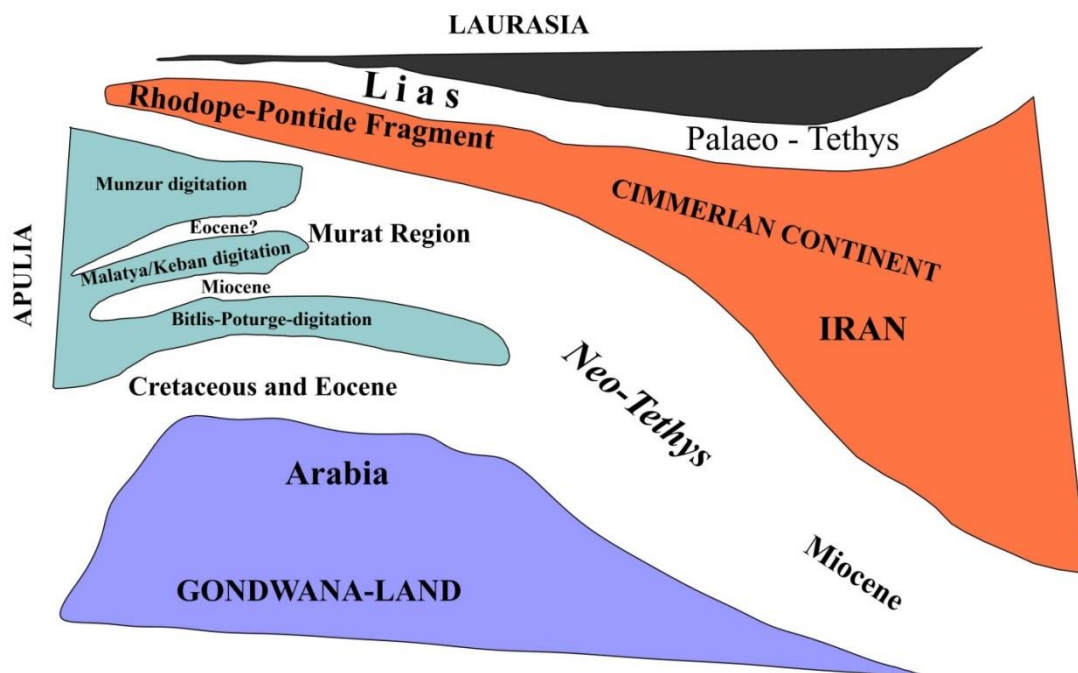 LAURASIA
Lias
Rhodope-Pontide Fragment
Palaeo - Tethys
Munzur digitation
CIMMERIAN CONTINENT
Eocene?
Murat Region
APULIA
Malatya/Keban digitation
Miocene
Bitlis-Poturge-digitation
IRAN
Neo-Tethys
Cretaceous and Eocene
Arabia
Miocene
GONDWANA-LAND